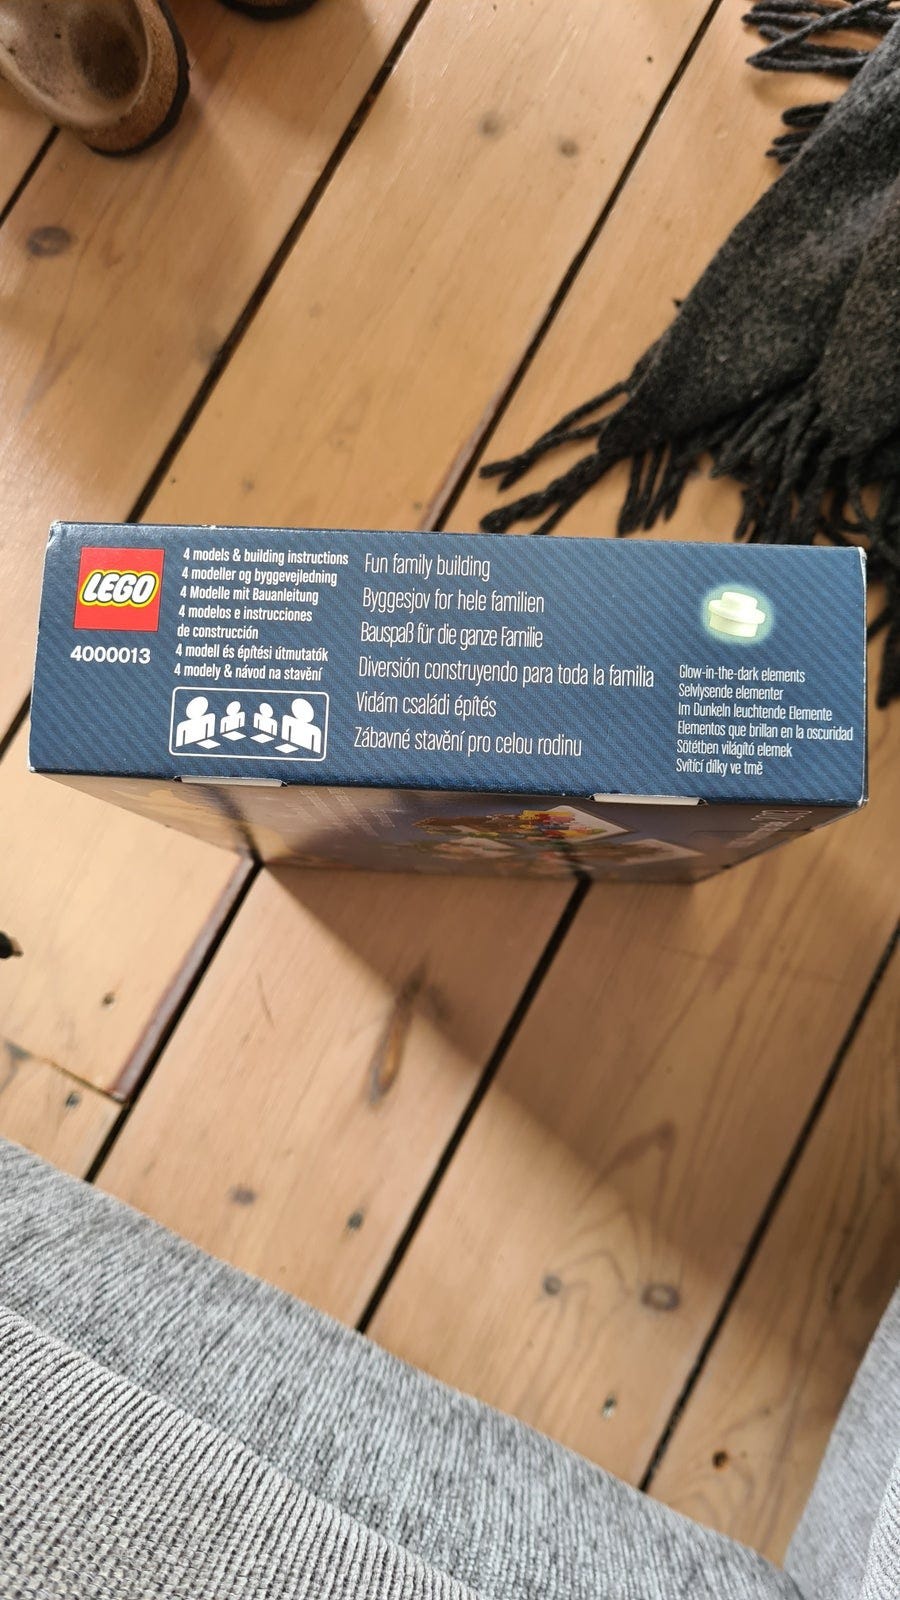 LEGO
4000013
4 models & building instructions
4 modeller og byggevejledning
4 Modelle mit Bauanleitung
4 modelos e instrucciones
de construcción
4 modell és építési útmutatók
4 modely & návod na stavění
Fun family building
Byggesjov for hele familien
Bauspaß für die ganze Familie
Diversión construyendo para toda la familia
Vidám családi építés
Zábavné stavění pro celou rodinu
Glow-in-the-dark elements
Selvlysende elementer
Im Dunkeln leuchtende Elemente
Elementos que brillan en la oscuridad
Sötétben világító elemek
Svítící dílky ve tmě